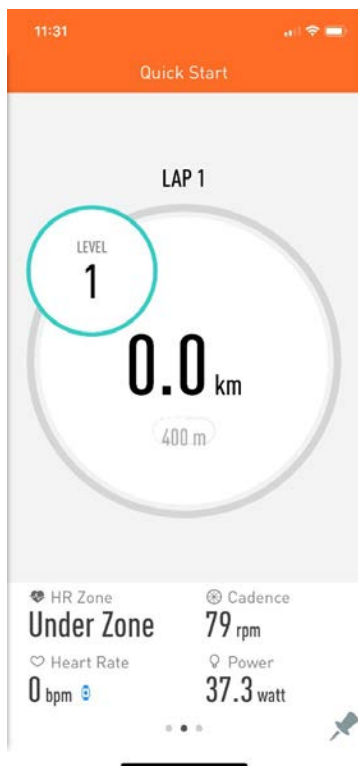 11:31
Quick Start
LAP 1
LEVEL
1
0.0 km
400 m
HR Zone
Under Zone
Cadence
79 rpm
Heart Rate
0 bpm
Power
37.3 watt